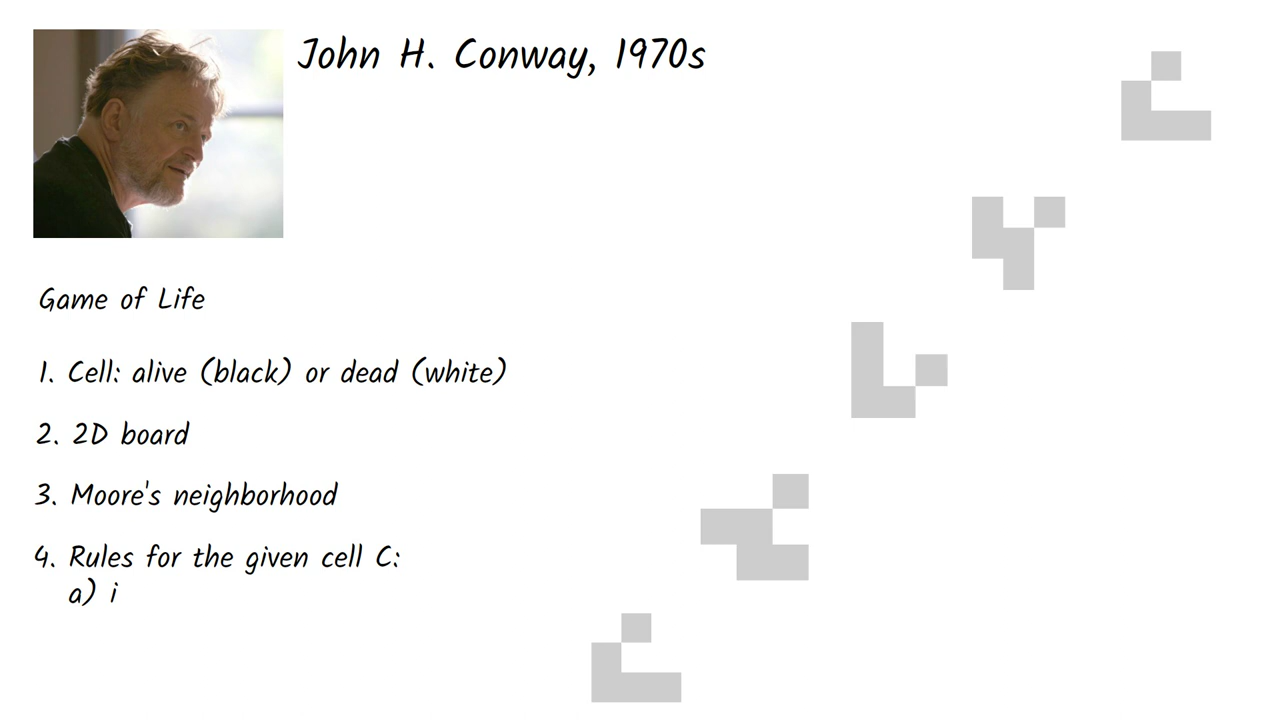 John H. Conway, 1970s
Game of Life
1. Cell: alive (black) or dead (white)
2. 2D board
3. Moore's neighborhood
4. Rules for the given cell C:
a) i